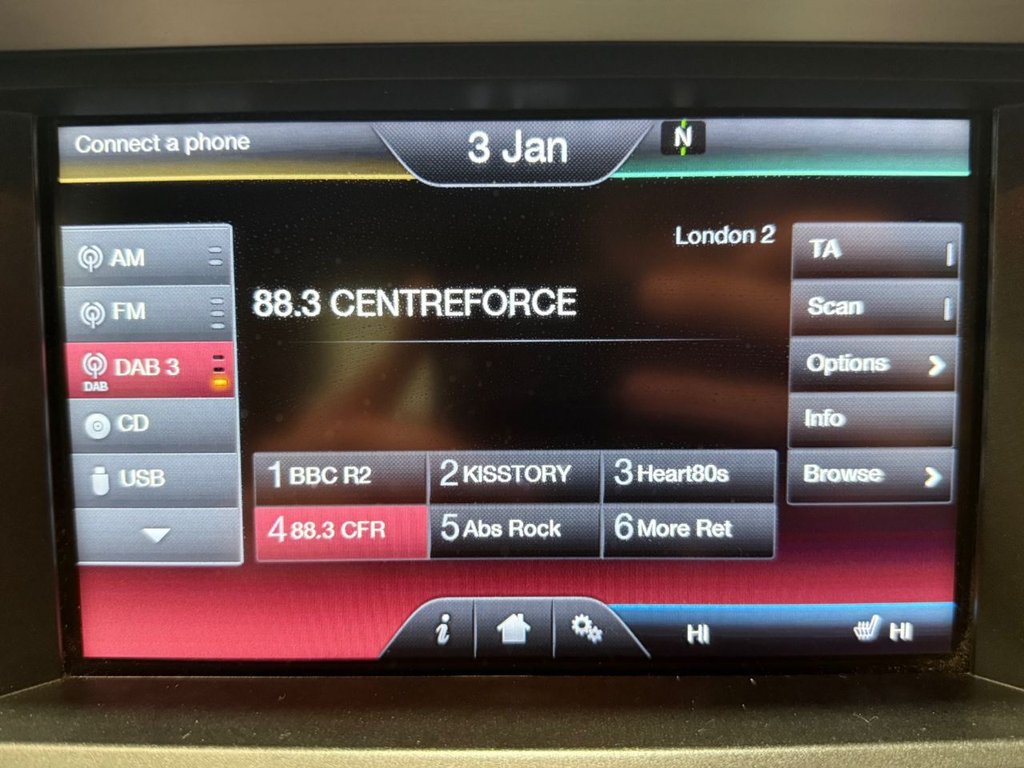 Connect a phone
3 Jan
N
London 2
AM
FM
DAB
DAB 3
CD
USB
88.3 CENTREFORCE
TA
Scan
Options
Info
Browse
1 BBC R2
2 KISSTORY
3 Heart80s
4 88.3 CFR
5 Abs Rock
6 More Ret
i
HI
HI